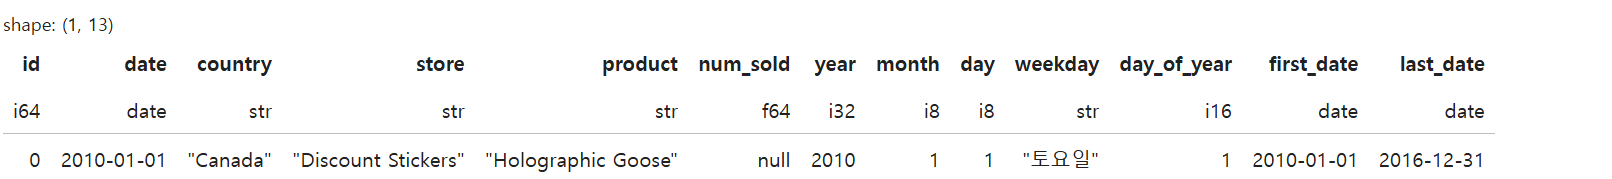 shape: (1, 13)
id date country store product num_sold year month day weekday day_of_year first_date last_date
i64 date str str str f64 i32 i8 i8 str i16 date date
0 2010-01-01 "Canada" "Discount Stickers" "Holographic Goose" null 2010 1 1 "토요일" 1 2010-01-01 2016-12-31